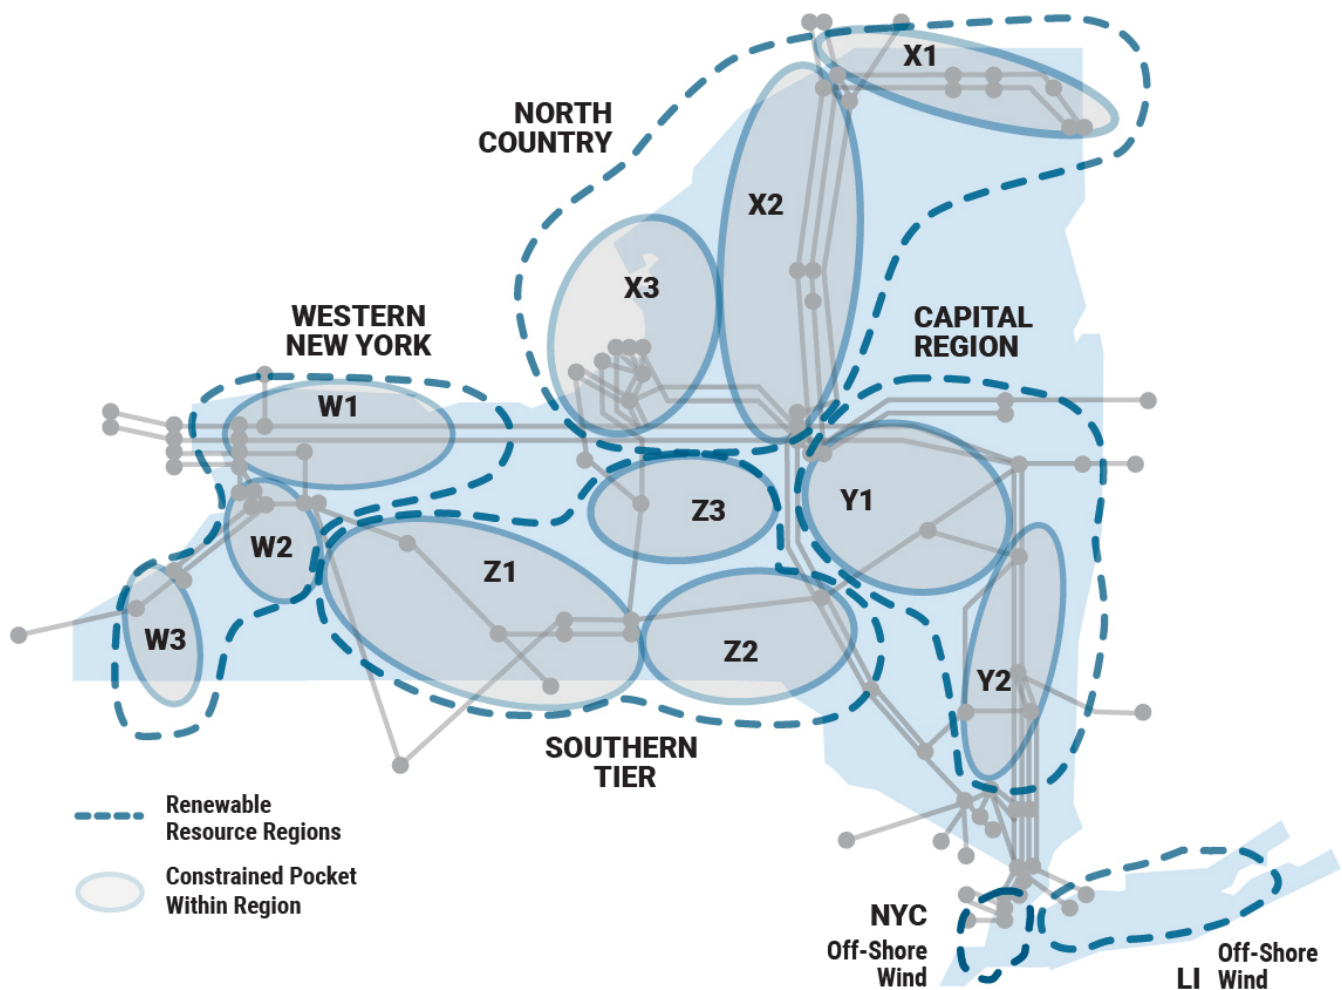 X1
NORTH
COUNTRY
X2
X3
WESTERN
NEW YORK
CAPITAL
REGION
W1
Z3
Y1
W2
Z1
W3
Z2
Y2
SOUTHERN
TIER
Renewable
Resource Regions
Constrained Pocket
Within Region
NYC
Off-Shore
Wind
LI
Off-Shore
Wind